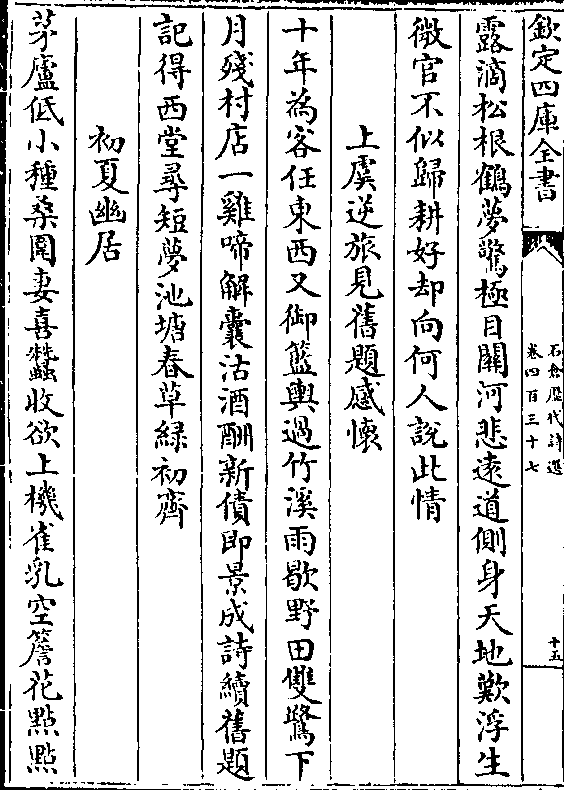 欽定四庫全書
石倉歷代詩選
卷四百三十七
十五
露滴松根鶴夢驚極目關河悲遠道側身天地歎浮生
微官不似歸耕好却向何人說此情
上虞逆旅見舊題感懷
十年為客任東西又御籃輿過竹溪雨歇野田雙鷺下
月殘村店一雞啼解囊沽酒酬新債即景成詩續舊題
記得西堂尋短夢池塘春草綠初齊
初夏幽居
茅廬低小種桑圍妻喜蠶收欲上機雀乳空簷花點點